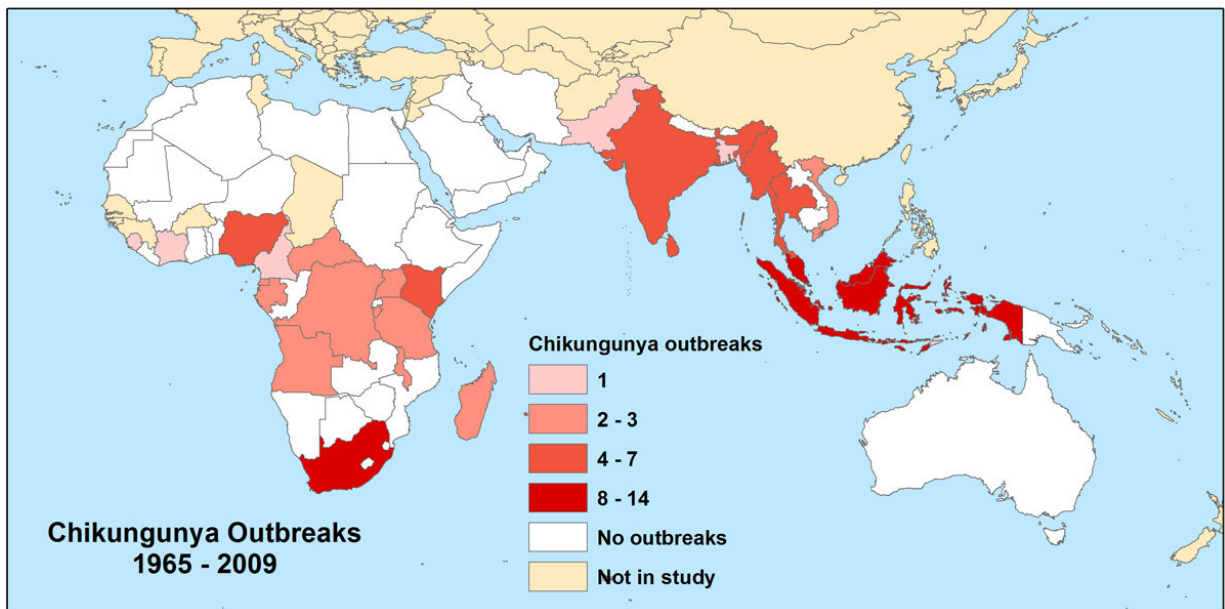 Chikungunya outbreaks
1
2 - 3
4 - 7
8 - 14
No outbreaks
Not in study
Chikungunya Outbreaks
1965 - 2009